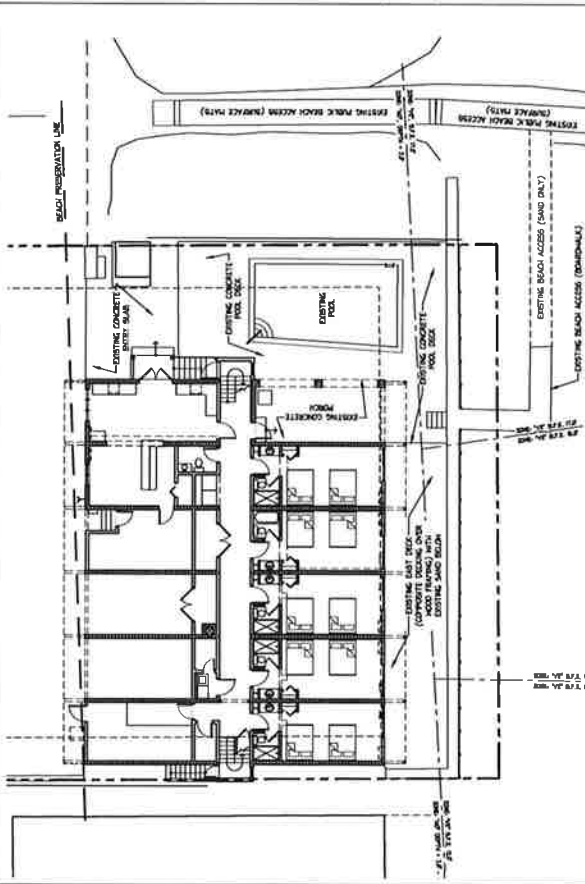 BEACH PRESERVATION LINE
EXISTING PUBLIC BEACH ACCESS (SURFACE MATS)
EXISTING PUBLIC BEACH ACCESS
(SURFACE MATS)
EXISTING BEACH ACCESS (SAND ONLY)
EXISTING BEACH ACCESS (BOARDWALK)
EXISTING CONCRETE
ENTRY SLAB
EXISTING CONCRETE
POOL DECK
EXISTING
POOL
EXISTING CONCRETE
POOL DECK
EXISTING CONCRETE
PORCH
EXISTING EAST DECK
(COMPOSITE DECKING OVER
WOOD FRAMING) WITH
EXISTING SAND BELOW